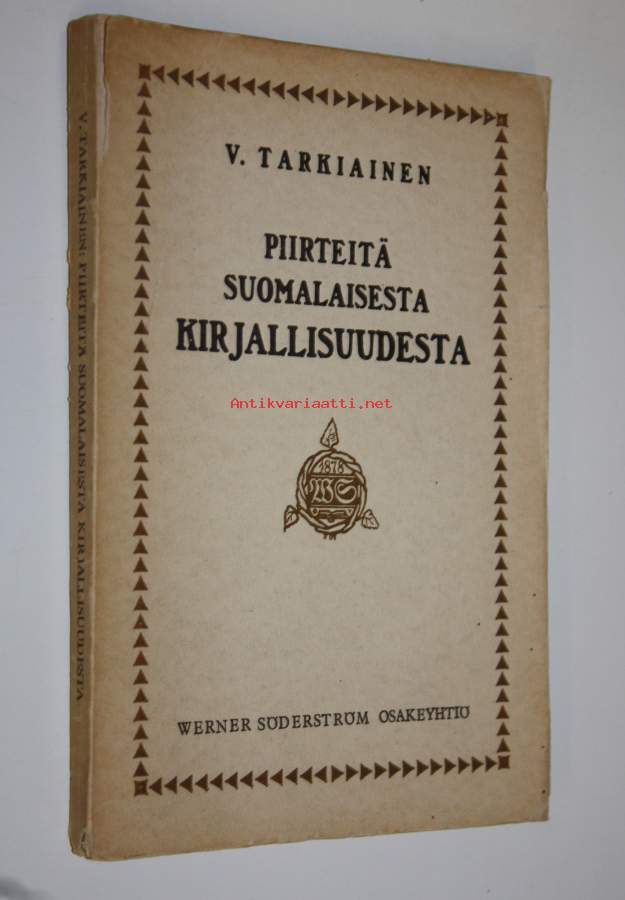 V. TARKIAINEN
PIIRTEITÄ
SUOMALAISESTA
KIRJALLISUUDESTA
Antikvariaatti.net
1878
WS
WERNER SÖDERSTRÖM OSAKEYHTIÖ
V. TARKIAINEN: PIIRTEITÄ SUOMALAISESTA KIRJALLISUUDESTA